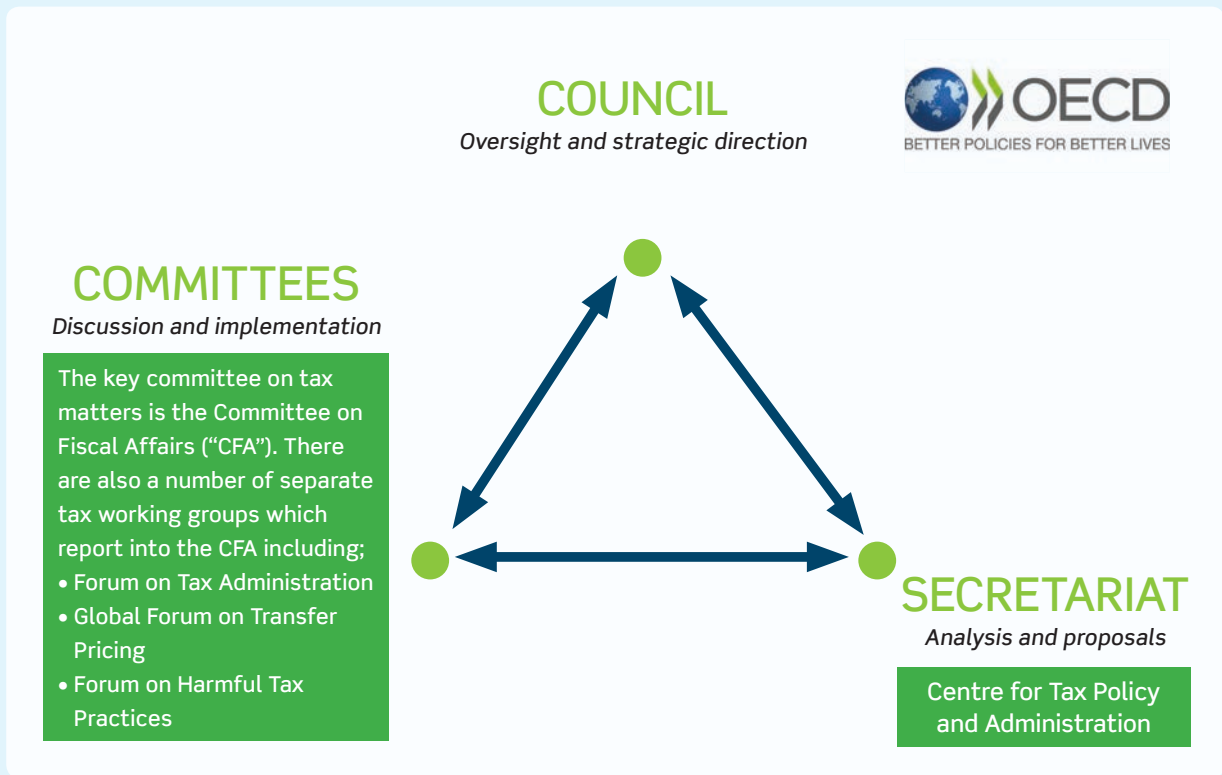 COUNCIL
Oversight and strategic direction
OECD
BETTER POLICIES FOR BETTER LIVES
COMMITTEES
Discussion and implementation
The key committee on tax
matters is the Committee on
Fiscal Affairs (“CFA”). There
are also a number of separate
tax working groups which
report into the CFA including;
• Forum on Tax Administration
• Global Forum on Transfer
Pricing
• Forum on Harmful Tax
Practices
SECRETARIAT
Analysis and proposals
Centre for Tax Policy
and Administration